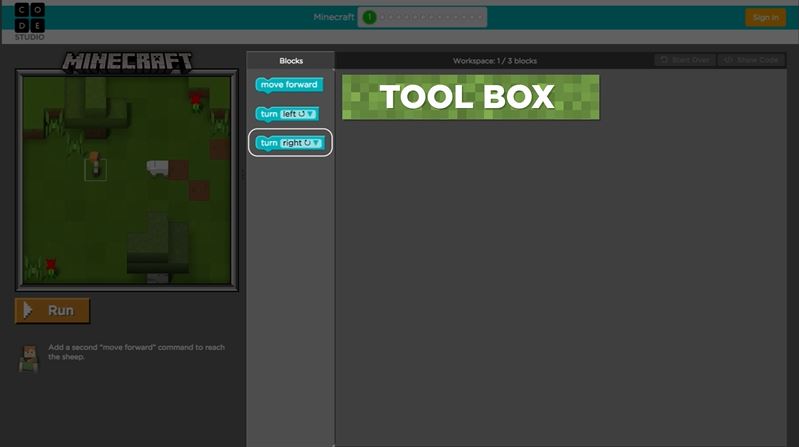 C O
D E
STUDIO
Minecraft 1
Sign in
MINECRAFT
Blocks
Workspace: 1 / 3 blocks
Start Over
Show Code
move forward
TOOL BOX
turn left
turn right
Run
Add a second "move forward" command to reach
the sheep.